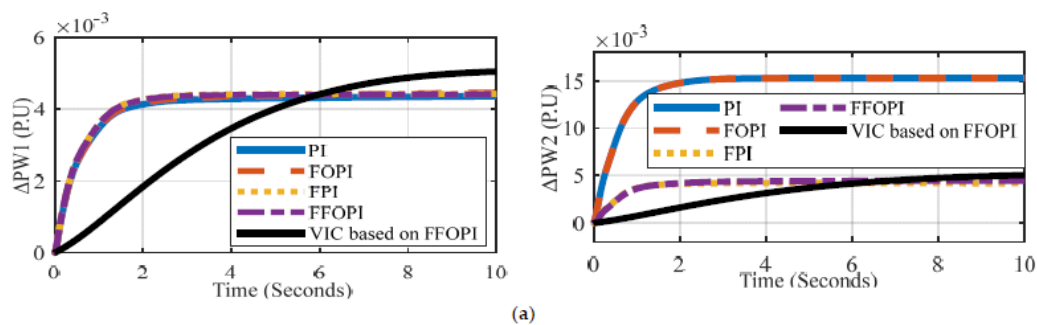 ×10⁻³
6
4
2
0
ΔPW1 (P.U)
PI
FOPI
FPI
FFOPI
VIC based on FFOPI
0 2 4 6 8 10
Time (Seconds)
×10⁻³
15
10
5
0
ΔPW2 (P.U)
PI
FOPI
FPI
FFOPI
VIC based on FFOPI
0 2 4 6 8 10
Time (Seconds)
(a)